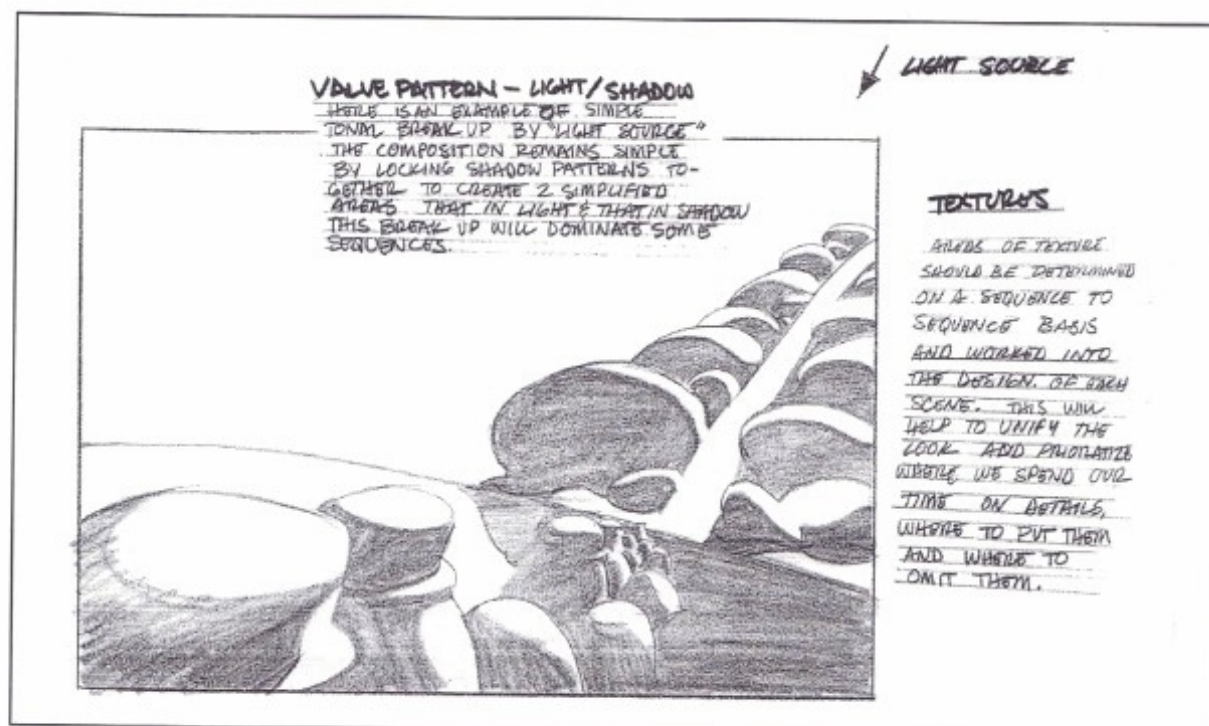 VALUE PATTERN - LIGHT/SHADOW
HERE IS AN EXAMPLE OF SIMPLE
TONAL BREAK UP BY "LIGHT SOURCE"
THE COMPOSITION REMAINS SIMPLE
BY LOCKING SHADOW PATTERNS TO-
GETHER TO CREATE 2 SIMPLIFIED
AREAS THAT IN LIGHT & THAT IN SHADOW
THIS BREAK UP WILL DOMINATE SOME
SEQUENCES.
LIGHT SOURCE
TEXTURES
AREAS OF TEXTURE
SHOULD BE DETERMINED
ON A SEQUENCE TO
SEQUENCE BASIS
AND WORKED INTO
THE DESIGN OF EACH
SCENE. THIS WILL
HELP TO UNIFY THE
LOOK AND PRIORATIZE
WHERE WE SPEND OUR
TIME ON DETAILS,
WHERE TO PUT THEM
AND WHERE TO
OMIT THEM.